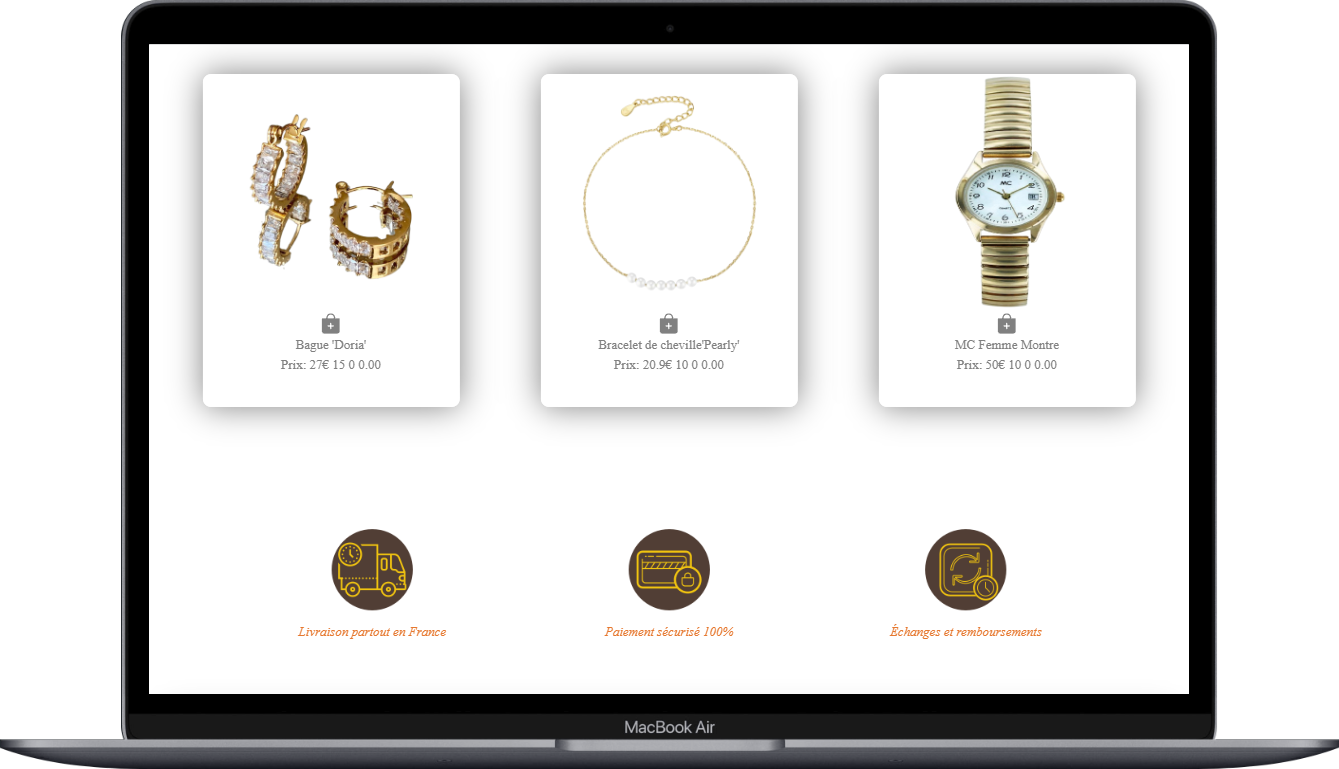 MC
QUARTZ
Bague 'Doria'
Prix: 27€ 15 0 0.00
Bracelet de cheville'Pearly'
Prix: 20.9€ 10 0 0.00
MC Femme Montre
Prix: 50€ 10 0 0.00
Livraison partout en France
Paiement sécurisé 100%
Échanges et remboursements
MacBook Air